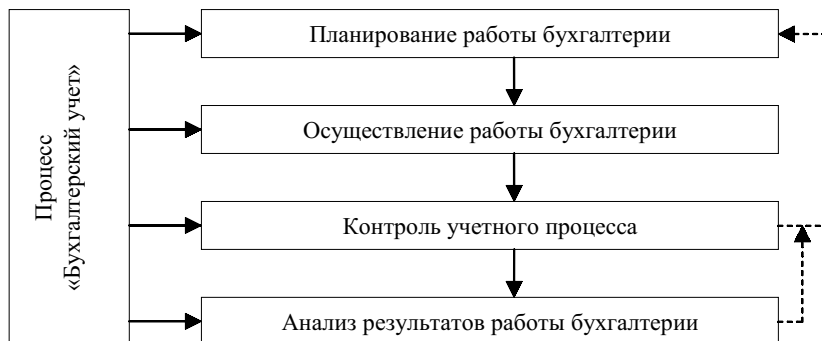 Процесс
«Бухгалтерский учет»
Планирование работы бухгалтерии
Осуществление работы бухгалтерии
Контроль учетного процесса
Анализ результатов работы бухгалтерии